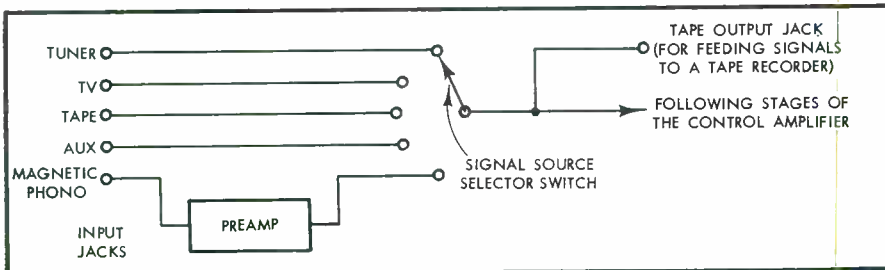 TUNER
TV
TAPE
AUX
MAGNETIC
PHONO
INPUT
JACKS
PREAMP
SIGNAL SOURCE
SELECTOR SWITCH
TAPE OUTPUT JACK
(FOR FEEDING SIGNALS
TO A TAPE RECORDER)
FOLLOWING STAGES OF
THE CONTROL AMPLIFIER